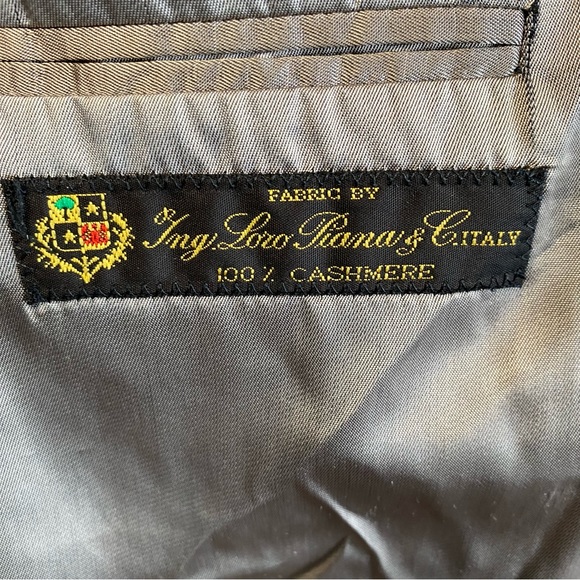 FABRIC BY
Ing Loro Piana & C. ITALY
100% CASHMERE